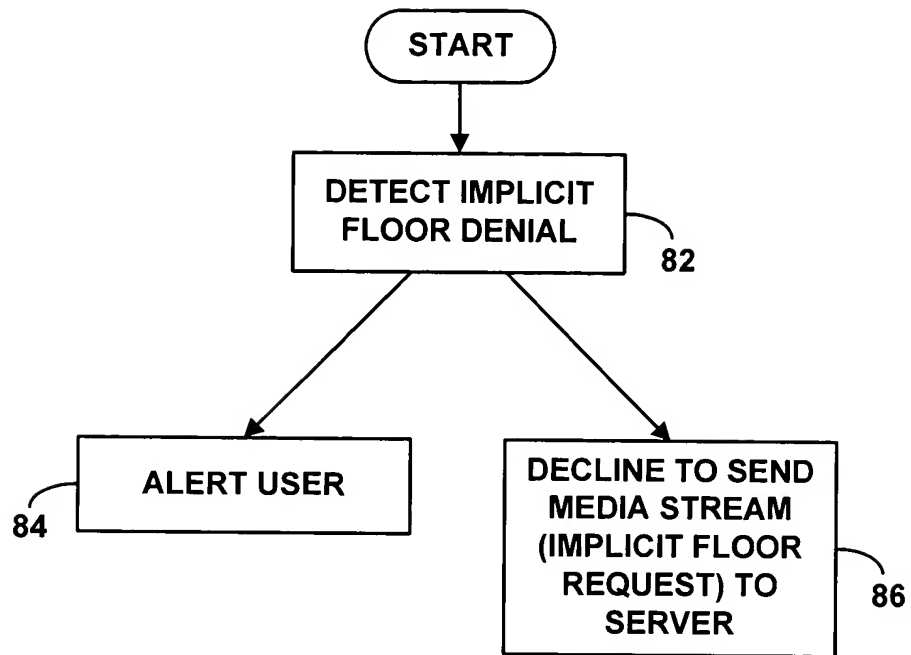 START
DETECT IMPLICIT
FLOOR DENIAL
82
ALERT USER
84
DECLINE TO SEND
MEDIA STREAM
(IMPLICIT FLOOR
REQUEST) TO
SERVER
86